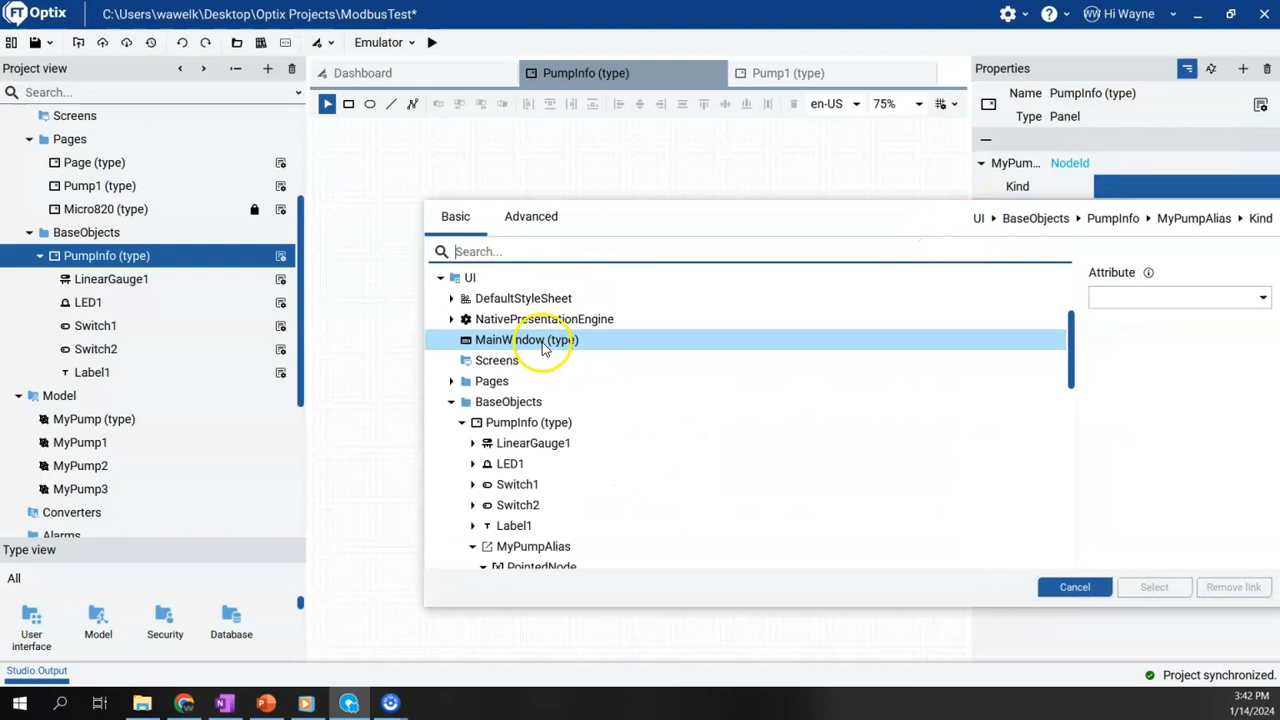 FT Optix
C:\Users\wawelk\Desktop\Optix Projects\ModbusTest*
WW Hi Wayne
Emulator
Project view
Search...
Screens
Pages
Page (type)
Pump1 (type)
Micro820 (type)
BaseObjects
PumpInfo (type)
LinearGauge1
LED1
Switch1
Switch2
Label1
Model
MyPump (type)
MyPump1
MyPump2
MyPump3
Converters
Alarms
Type view
All
User interface
Model
Security
Database
Studio Output
Dashboard
PumpInfo (type)
Pump1 (type)
en-US
75%
Properties
Name PumpInfo (type)
Type Panel
MyPum... NodeId
Kind
Basic
Advanced
UI BaseObjects PumpInfo MyPumpAlias Kind
Search...
UI
DefaultStyleSheet
NativePresentationEngine
MainWindow (type)
Screens
Pages
BaseObjects
PumpInfo (type)
LinearGauge1
LED1
Switch1
Switch2
Label1
MyPumpAlias
PointedNode
Attribute
Cancel
Select
Remove link
Project synchronized.
3:42 PM
1/14/2024